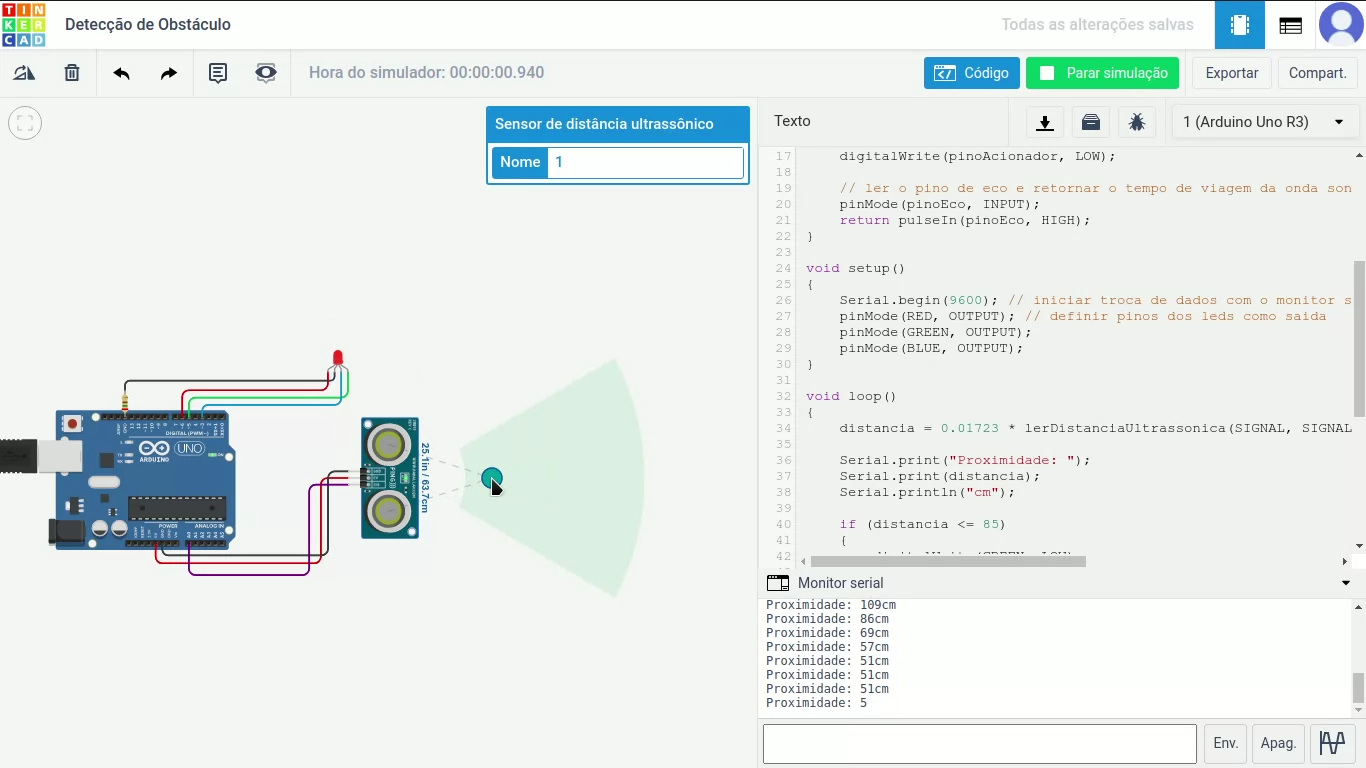 TIN
KER
CAD
Detecção de Obstáculo
Todas as alterações salvas
Hora do simulador: 00:00:00.940
Código
Parar simulação
Exportar
Compart.
Sensor de distância ultrassônico
Nome 1
Texto
1 (Arduino Uno R3)
17 digitalWrite(pinoAcionador, LOW);
18
19 // ler o pino de eco e retornar o tempo de viagem da onda son
20 pinMode(pinoEco, INPUT);
21 return pulseIn(pinoEco, HIGH);
22 }
23
24 void setup()
25 {
26 Serial.begin(9600); // iniciar troca de dados com o monitor s
27 pinMode(RED, OUTPUT); // definir pinos dos leds como saida
28 pinMode(GREEN, OUTPUT);
29 pinMode(BLUE, OUTPUT);
30 }
31
32 void loop()
33 {
34 distancia = 0.01723 * lerDistanciaUltrassonica(SIGNAL, SIGNAL
35
36 Serial.print("Proximidade: ");
37 Serial.print(distancia);
38 Serial.println("cm");
39
40 if (distancia <= 85)
41 {
42
DIGITAL (PWM~)
UNO
ARDUINO
POWER
ANALOG IN
25.1in / 63.7cm
Monitor serial
Proximidade: 109cm
Proximidade: 86cm
Proximidade: 69cm
Proximidade: 57cm
Proximidade: 51cm
Proximidade: 51cm
Proximidade: 51cm
Proximidade: 5
Env.
Apag.